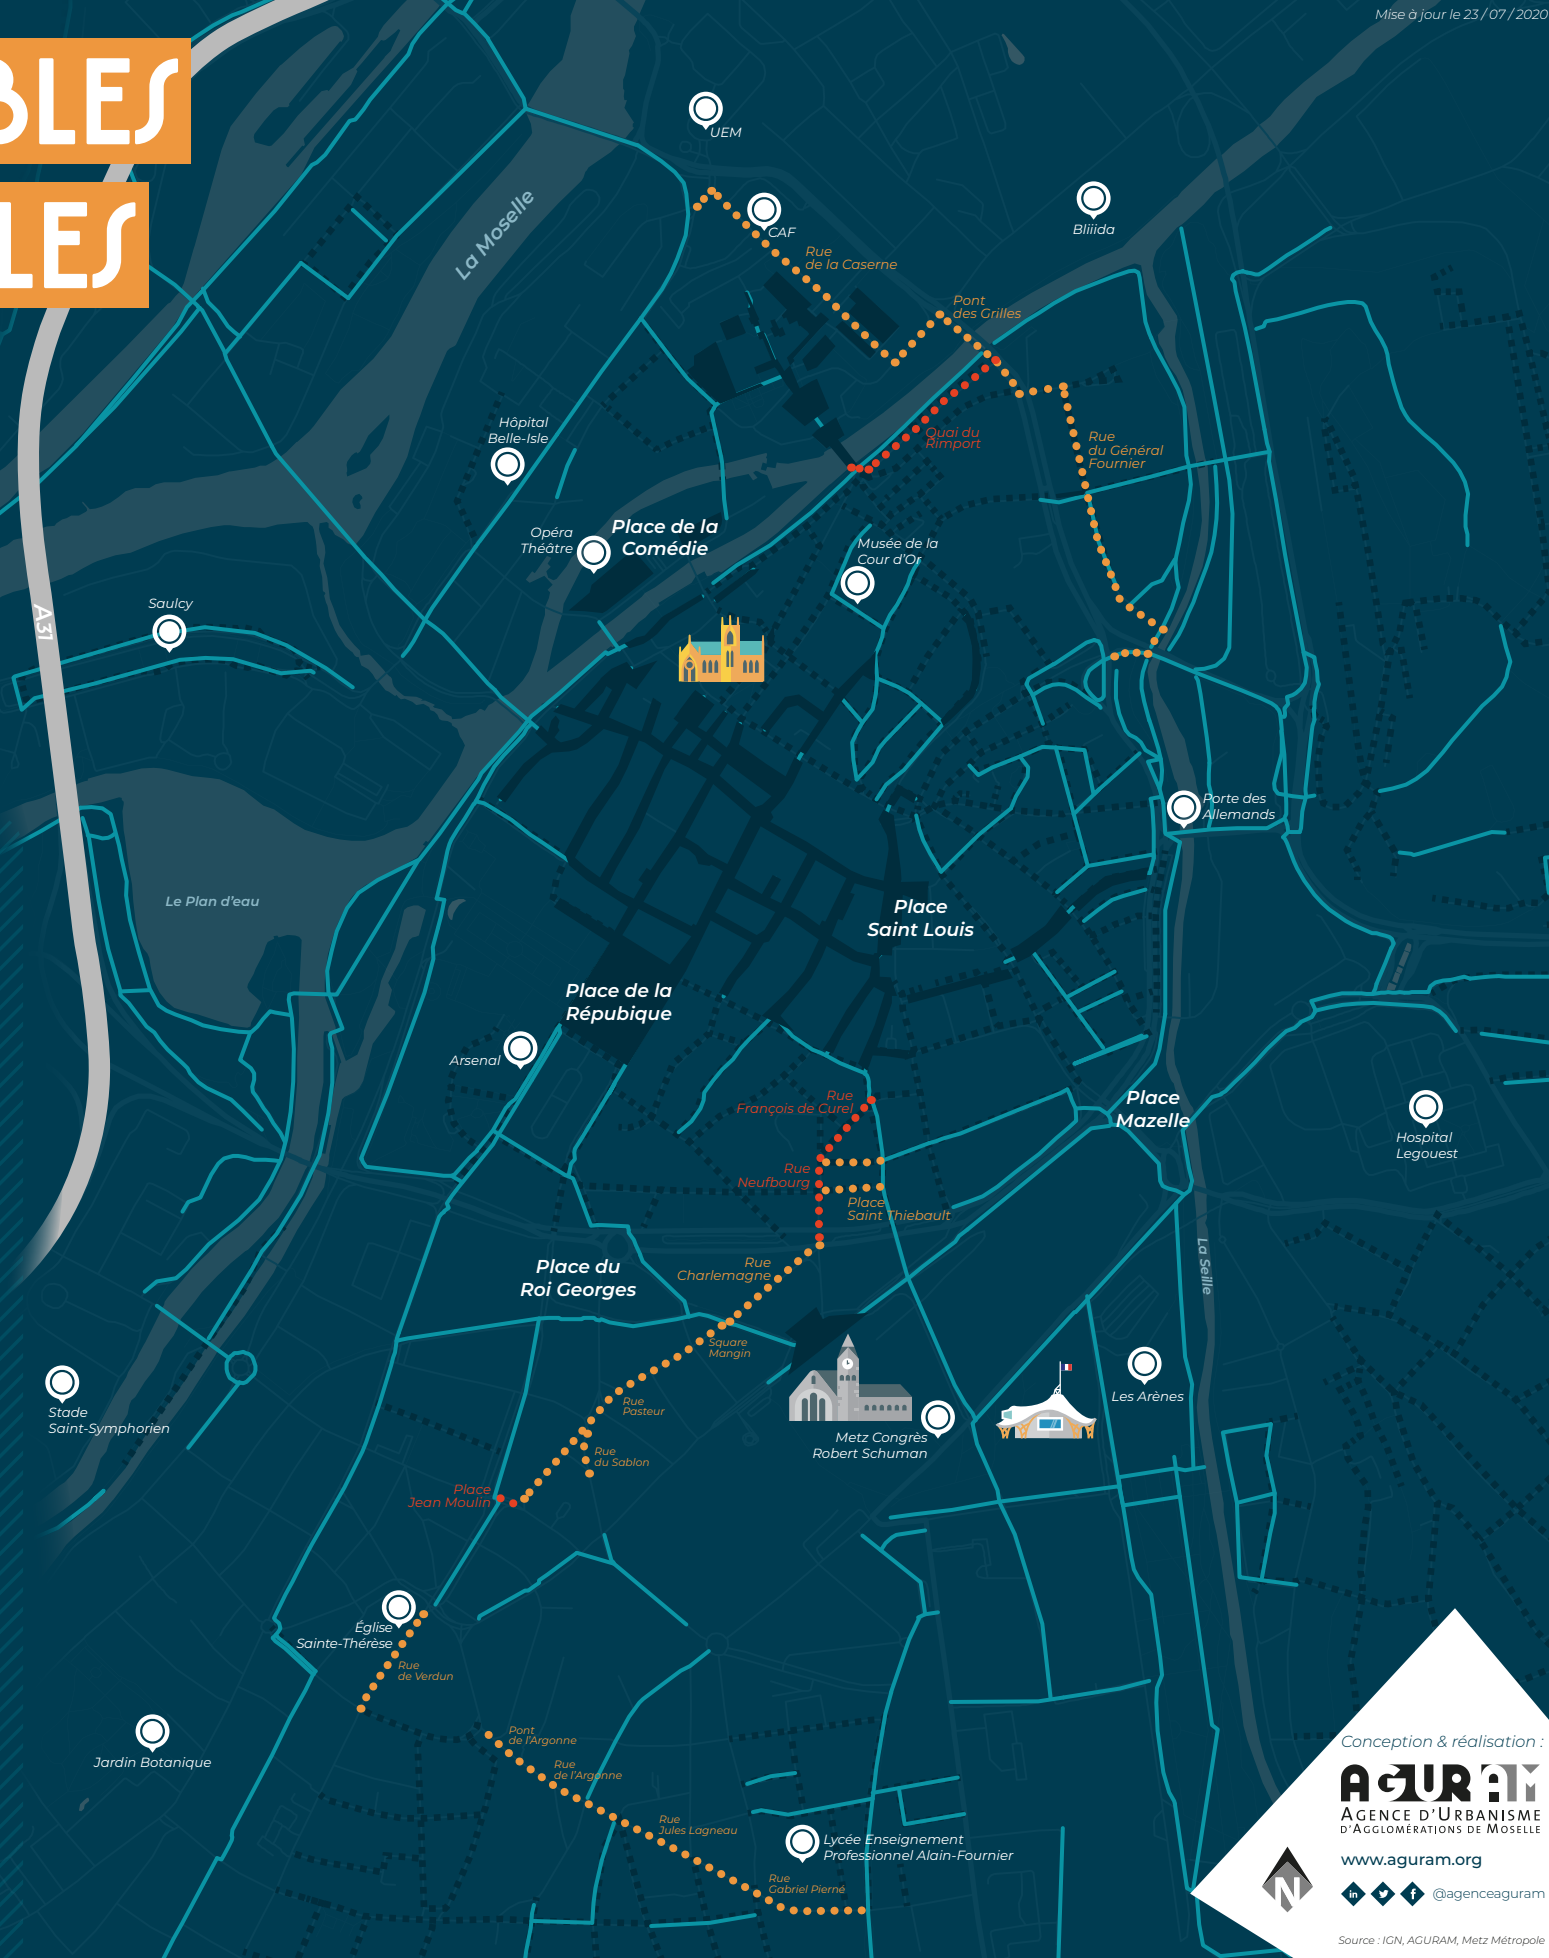 Mise à jour le 23 / 07 / 2020
BLES
LES
UEM
CAF
Bliiida
La Moselle
Rue
de la Caserne
Pont
des Grilles
Hôpital
Belle-Isle
Quai du
Rimport
Rue
du Général
Fournier
Opéra
Théâtre
Place de la
Comédie
Musée de la
Cour d'Or
Saulcy
A31
Porte des
Allemands
Le Plan d'eau
Place
Saint Louis
Place de la
Répubique
Arsenal
Rue
François de Curel
Place
Mazelle
Hospital
Legouest
Rue
Neufbourg
Place
Saint Thiebault
La Seille
Rue
Charlemagne
Place du
Roi Georges
Square
Mangin
Stade
Saint-Symphorien
Rue
Pasteur
Les Arènes
Metz Congrès
Robert Schuman
Rue
du Sablon
Place
Jean Moulin
Église
Sainte-Thérèse
Rue
de Verdun
Jardin Botanique
Pont
de l'Argonne
Rue
de l'Argonne
Rue
Jules Lagneau
Lycée Enseignement
Professionnel Alain-Fournier
Rue
Gabriel Pierné
Conception & réalisation :
AGURAM
AGENCE D'URBANISME
D'AGGLOMÉRATIONS DE MOSELLE
www.aguram.org
N
in f @agenceaguram
Source : IGN, AGURAM, Metz Métropole